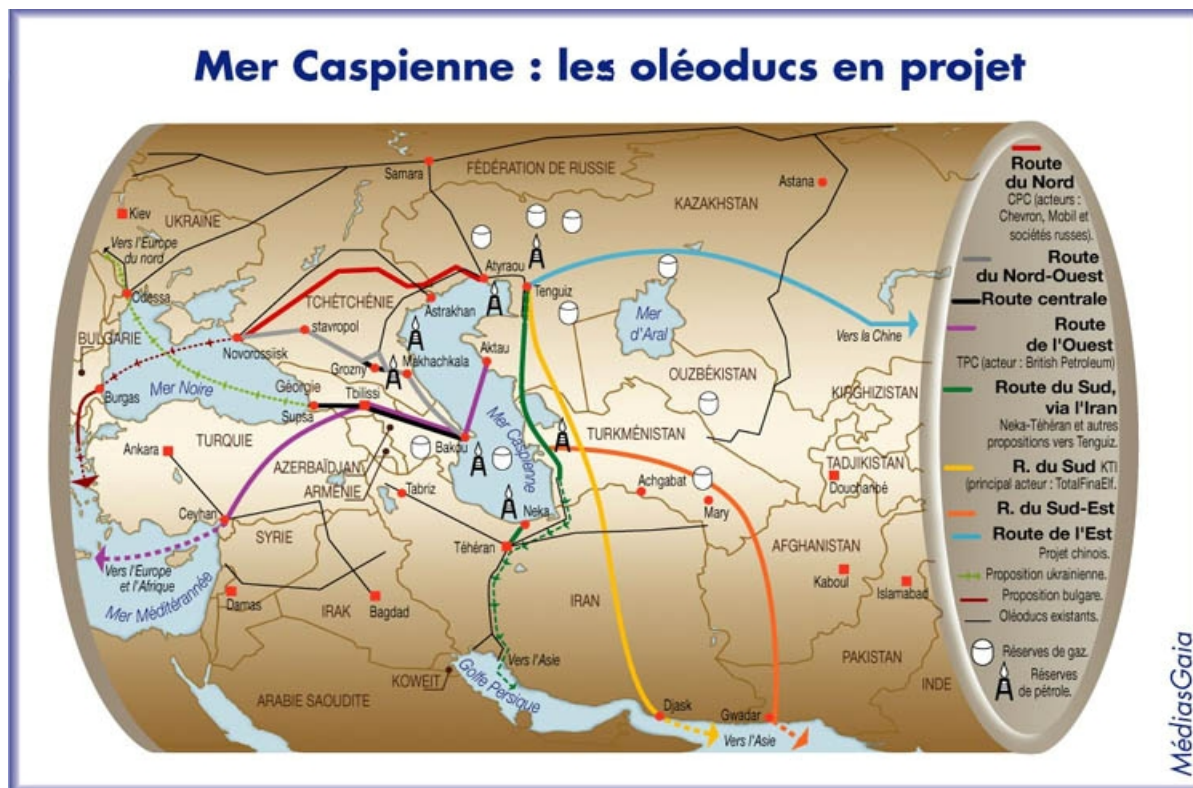 Mer Caspienne : les oléoducs en projet
Samara
FÉDÉRATION DE RUSSIE
Astana
KAZAKHSTAN
Kiev
UKRAINE
Vers l'Europe
du nord
Odessa
Atyraou
Tenguiz
TCHÉTCHÉNIE
Astrakhan
stavropol
Mer
d'Aral
Vers la Chine
BULGARIE
Novorossiisk
Grozny
Makhachkala
Aktau
OUZBÉKISTAN
KIRGHIZISTAN
Mer Noire
Géorgie
Tbilissi
Burgas
Supsa
Mer Caspienne
TURKMÉNISTAN
Ankara
TURQUIE
Bakou
AZERBAÏDJAN
ARMÉNIE
Tabriz
Achgabat
Mary
TADJIKISTAN
Douchanbé
Ceyhan
Neka
SYRIE
Téhéran
AFGHANISTAN
Vers l'Europe
et l'Afrique
Mer Méditérannée
Damas
IRAK
Bagdad
IRAN
Kaboul
Islamabad
Vers l'Asie
PAKISTAN
KOWEIT
Golfe Persique
INDE
ARABIE SAOUDITE
Djask
Gwadar
Vers l'Asie
Route
du Nord
CPC (acteurs :
Chevron, Mobil et
sociétés russes).
Route
du Nord-Ouest
Route centrale
Route
de l'Ouest
TPC (acteur : British Petroleum)
Route du Sud,
via l'Iran
Neka-Téhéran et autres
propositions vers Tenguiz.
R. du Sud KTI
(principal acteur : TotalFinaElf.
R. du Sud-Est
Route de l'Est
Projet chinois.
Proposition ukrainienne.
Proposition bulgare.
Oléoducs existants.
Réserves de gaz.
Réserves
de pétrole.
MédiasGaia